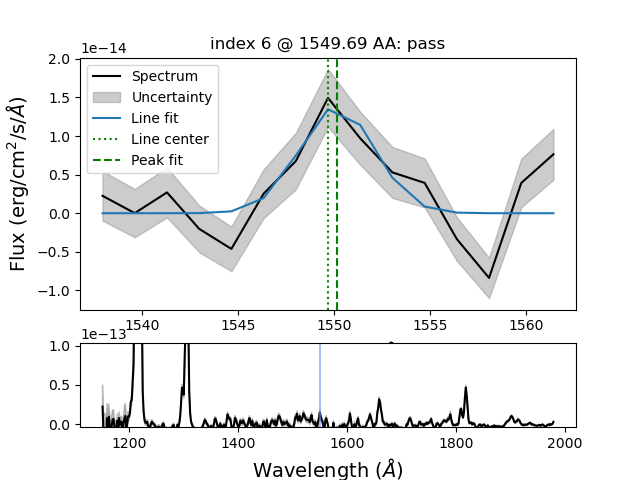 index 6 @ 1549.69 AA: pass
1e−14
2.0
1.5
1.0
0.5
0.0
−0.5
−1.0
Flux (erg/cm²/s/Å)
Spectrum
Uncertainty
Line fit
Line center
Peak fit
1540 1545 1550 1555 1560
1e−13
1.0
0.5
0.0
1200 1400 1600 1800 2000
Wavelength (Å)